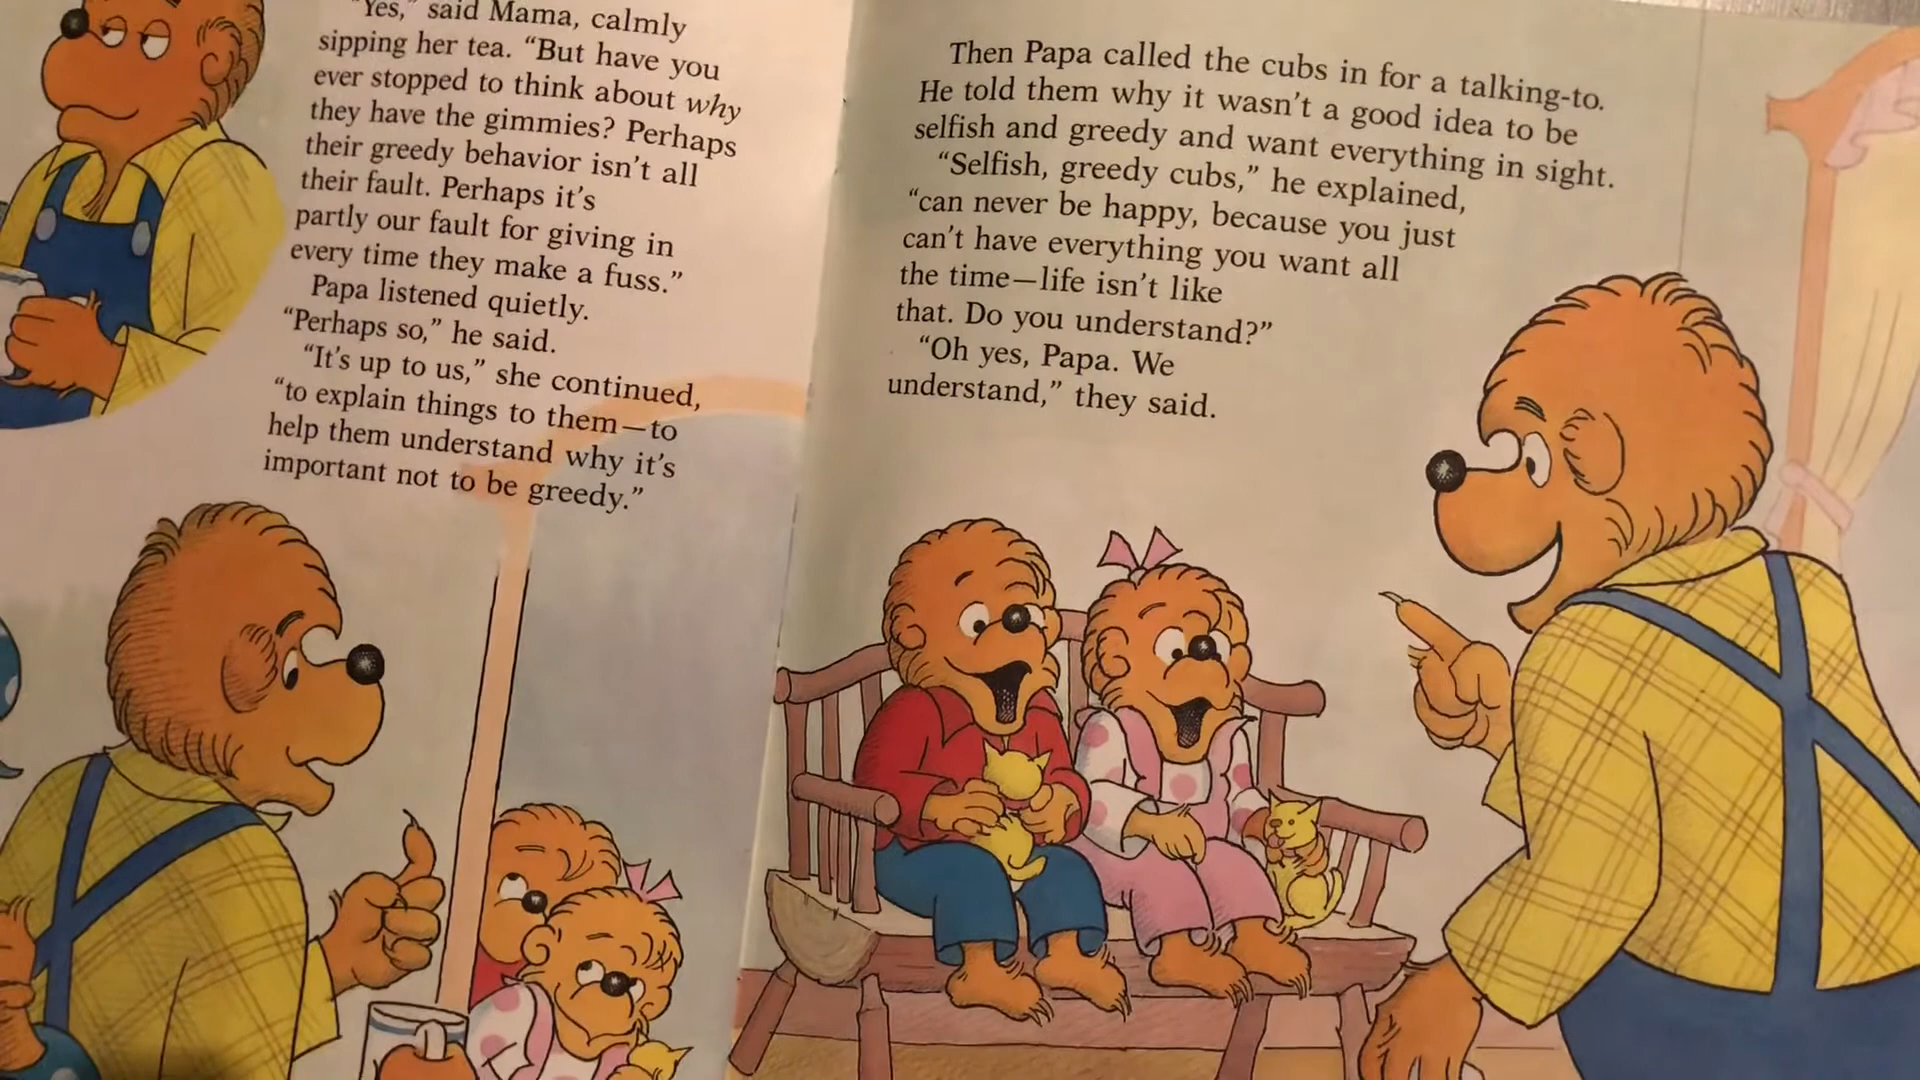 "Yes," said Mama, calmly
sipping her tea. "But have you
ever stopped to think about why
they have the gimmies? Perhaps
their greedy behavior isn't all
their fault. Perhaps it's
partly our fault for giving in
every time they make a fuss."
Papa listened quietly.
"Perhaps so," he said.
"It's up to us," she continued,
"to explain things to them—to
help them understand why it's
important not to be greedy."
Then Papa called the cubs in for a talking-to.
He told them why it wasn't a good idea to be
selfish and greedy and want everything in sight.
"Selfish, greedy cubs," he explained,
"can never be happy, because you just
can't have everything you want all
the time—life isn't like
that. Do you understand?"
"Oh yes, Papa. We
understand," they said.